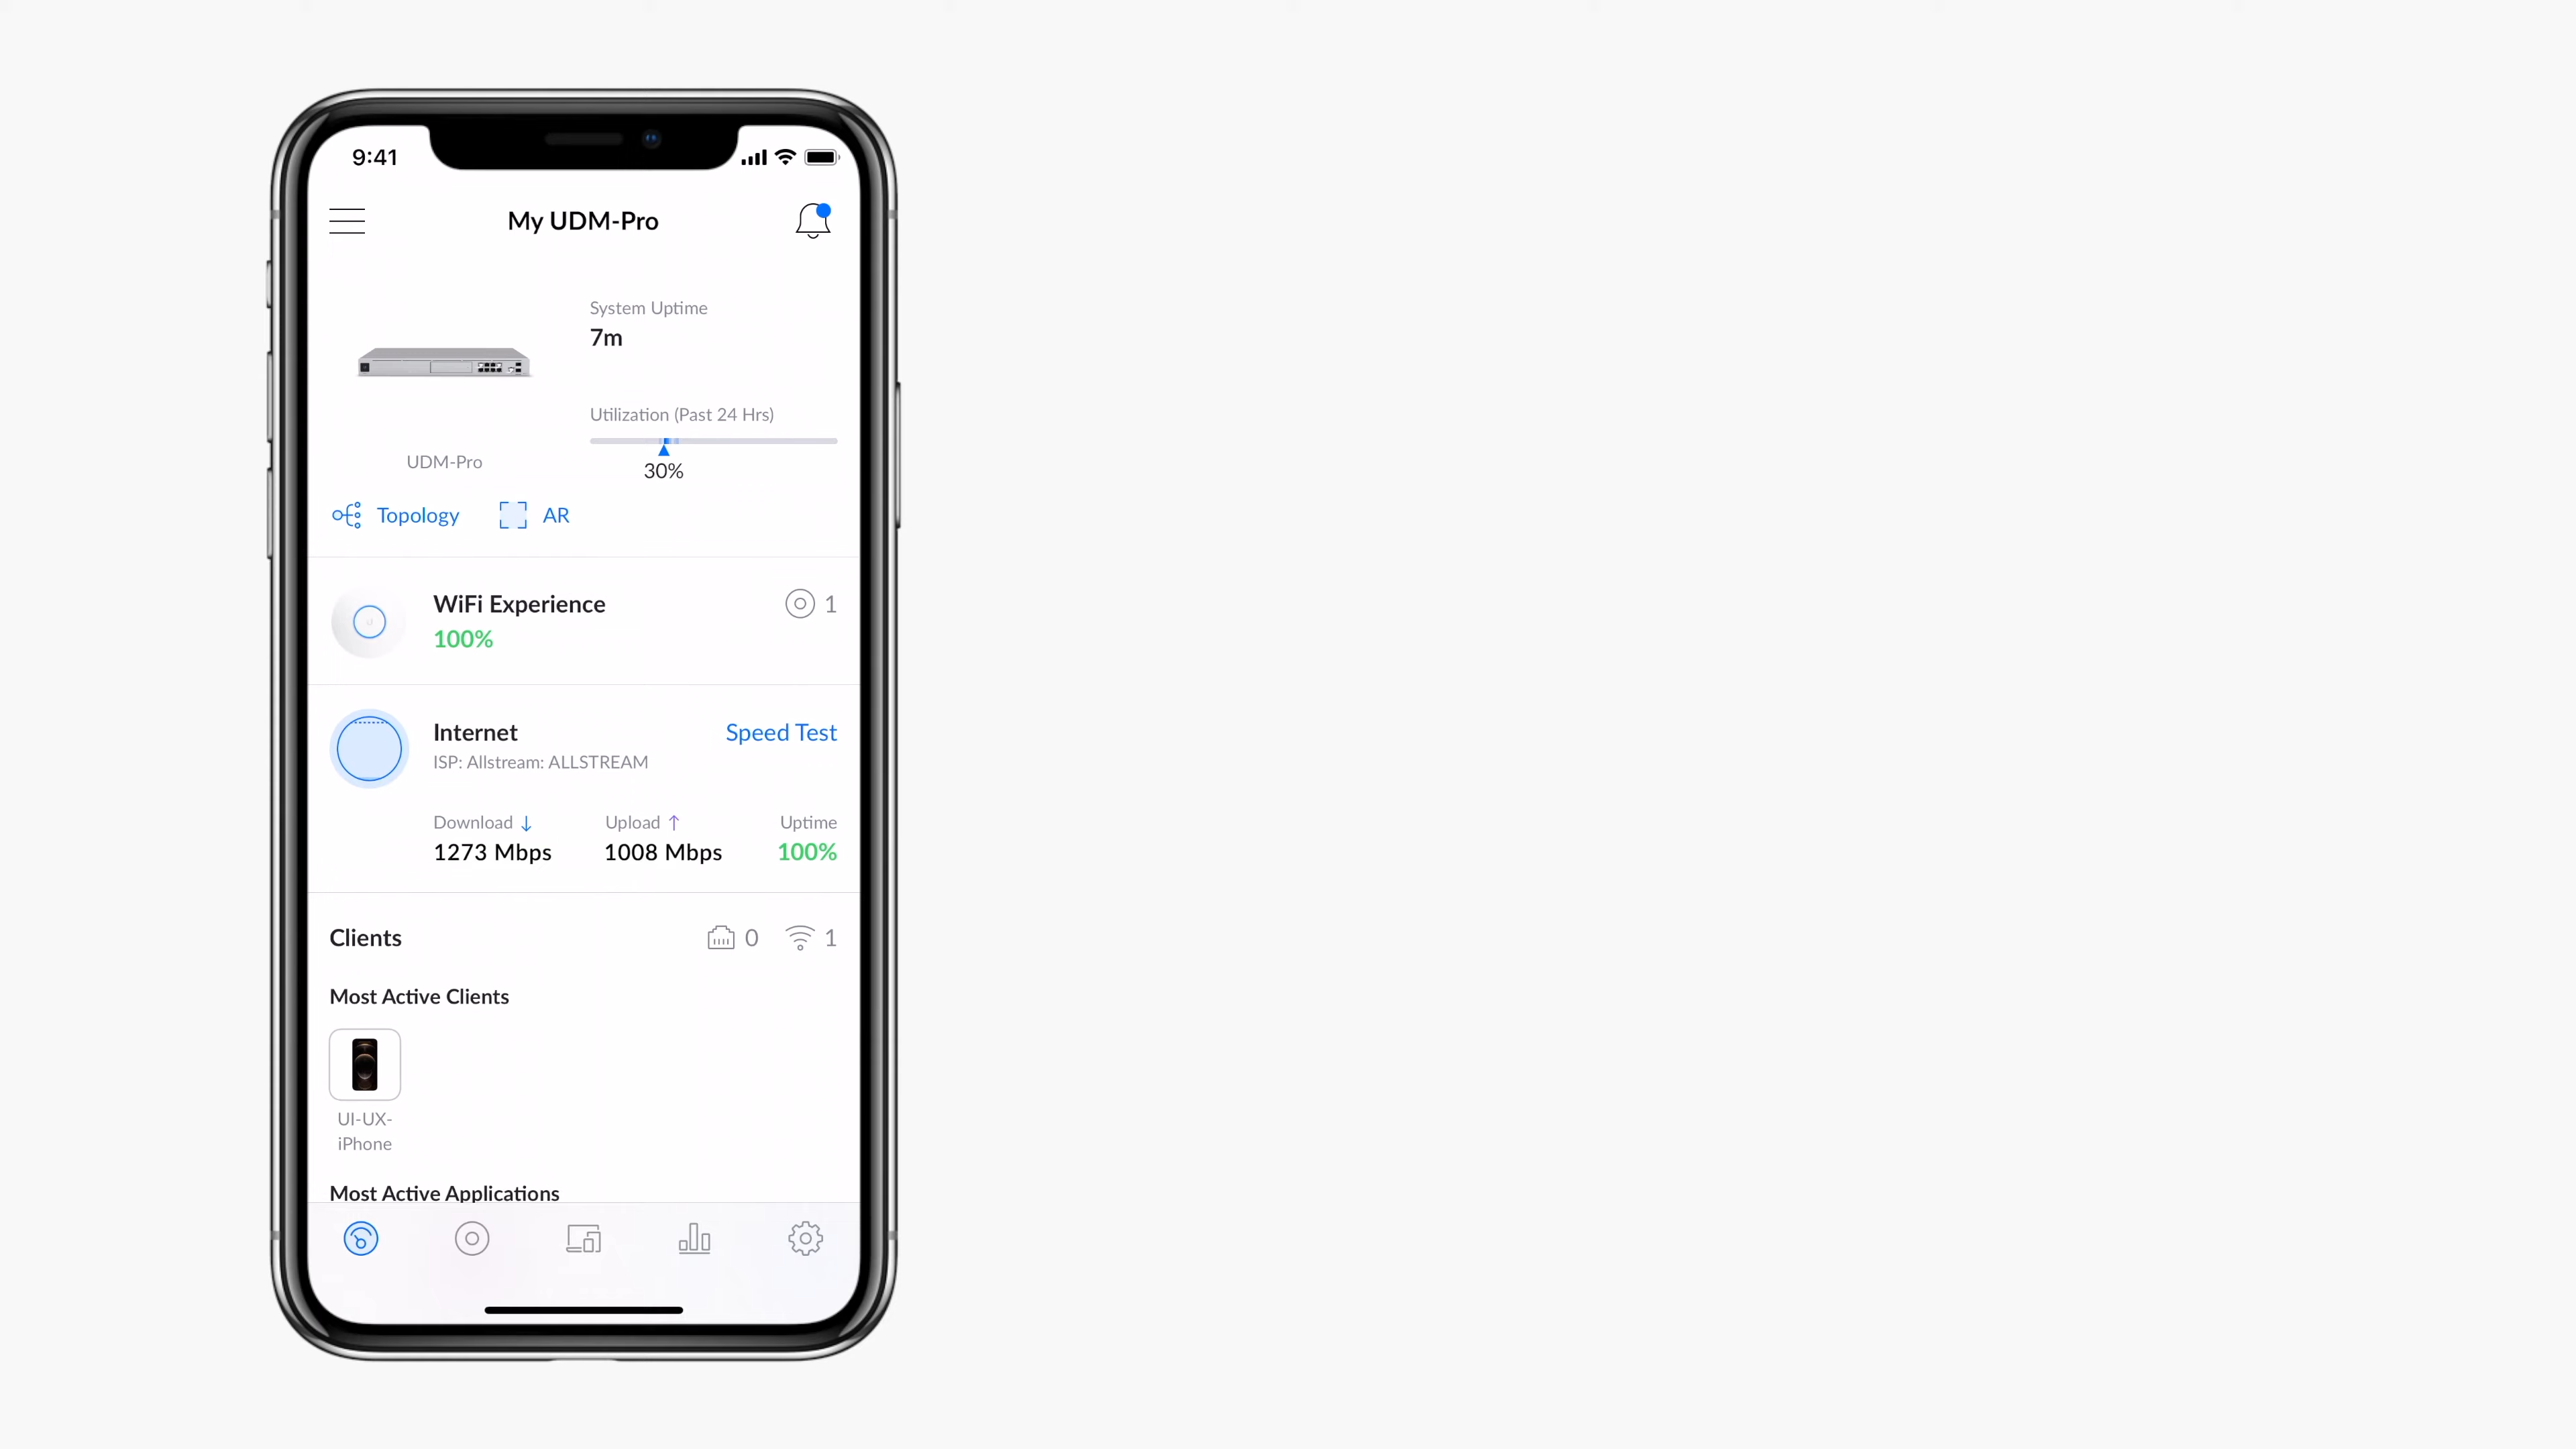 9:41
My UDM-Pro
System Uptime
7m
Utilization (Past 24 Hrs)
30%
UDM-Pro
Topology
AR
WiFi Experience
1
100%
Internet
Speed Test
ISP: Allstream: ALLSTREAM
Download ↓ Upload ↑ Uptime
1273 Mbps 1008 Mbps 100%
Clients
0 1
Most Active Clients
UI-UX-
iPhone
Most Active Applications